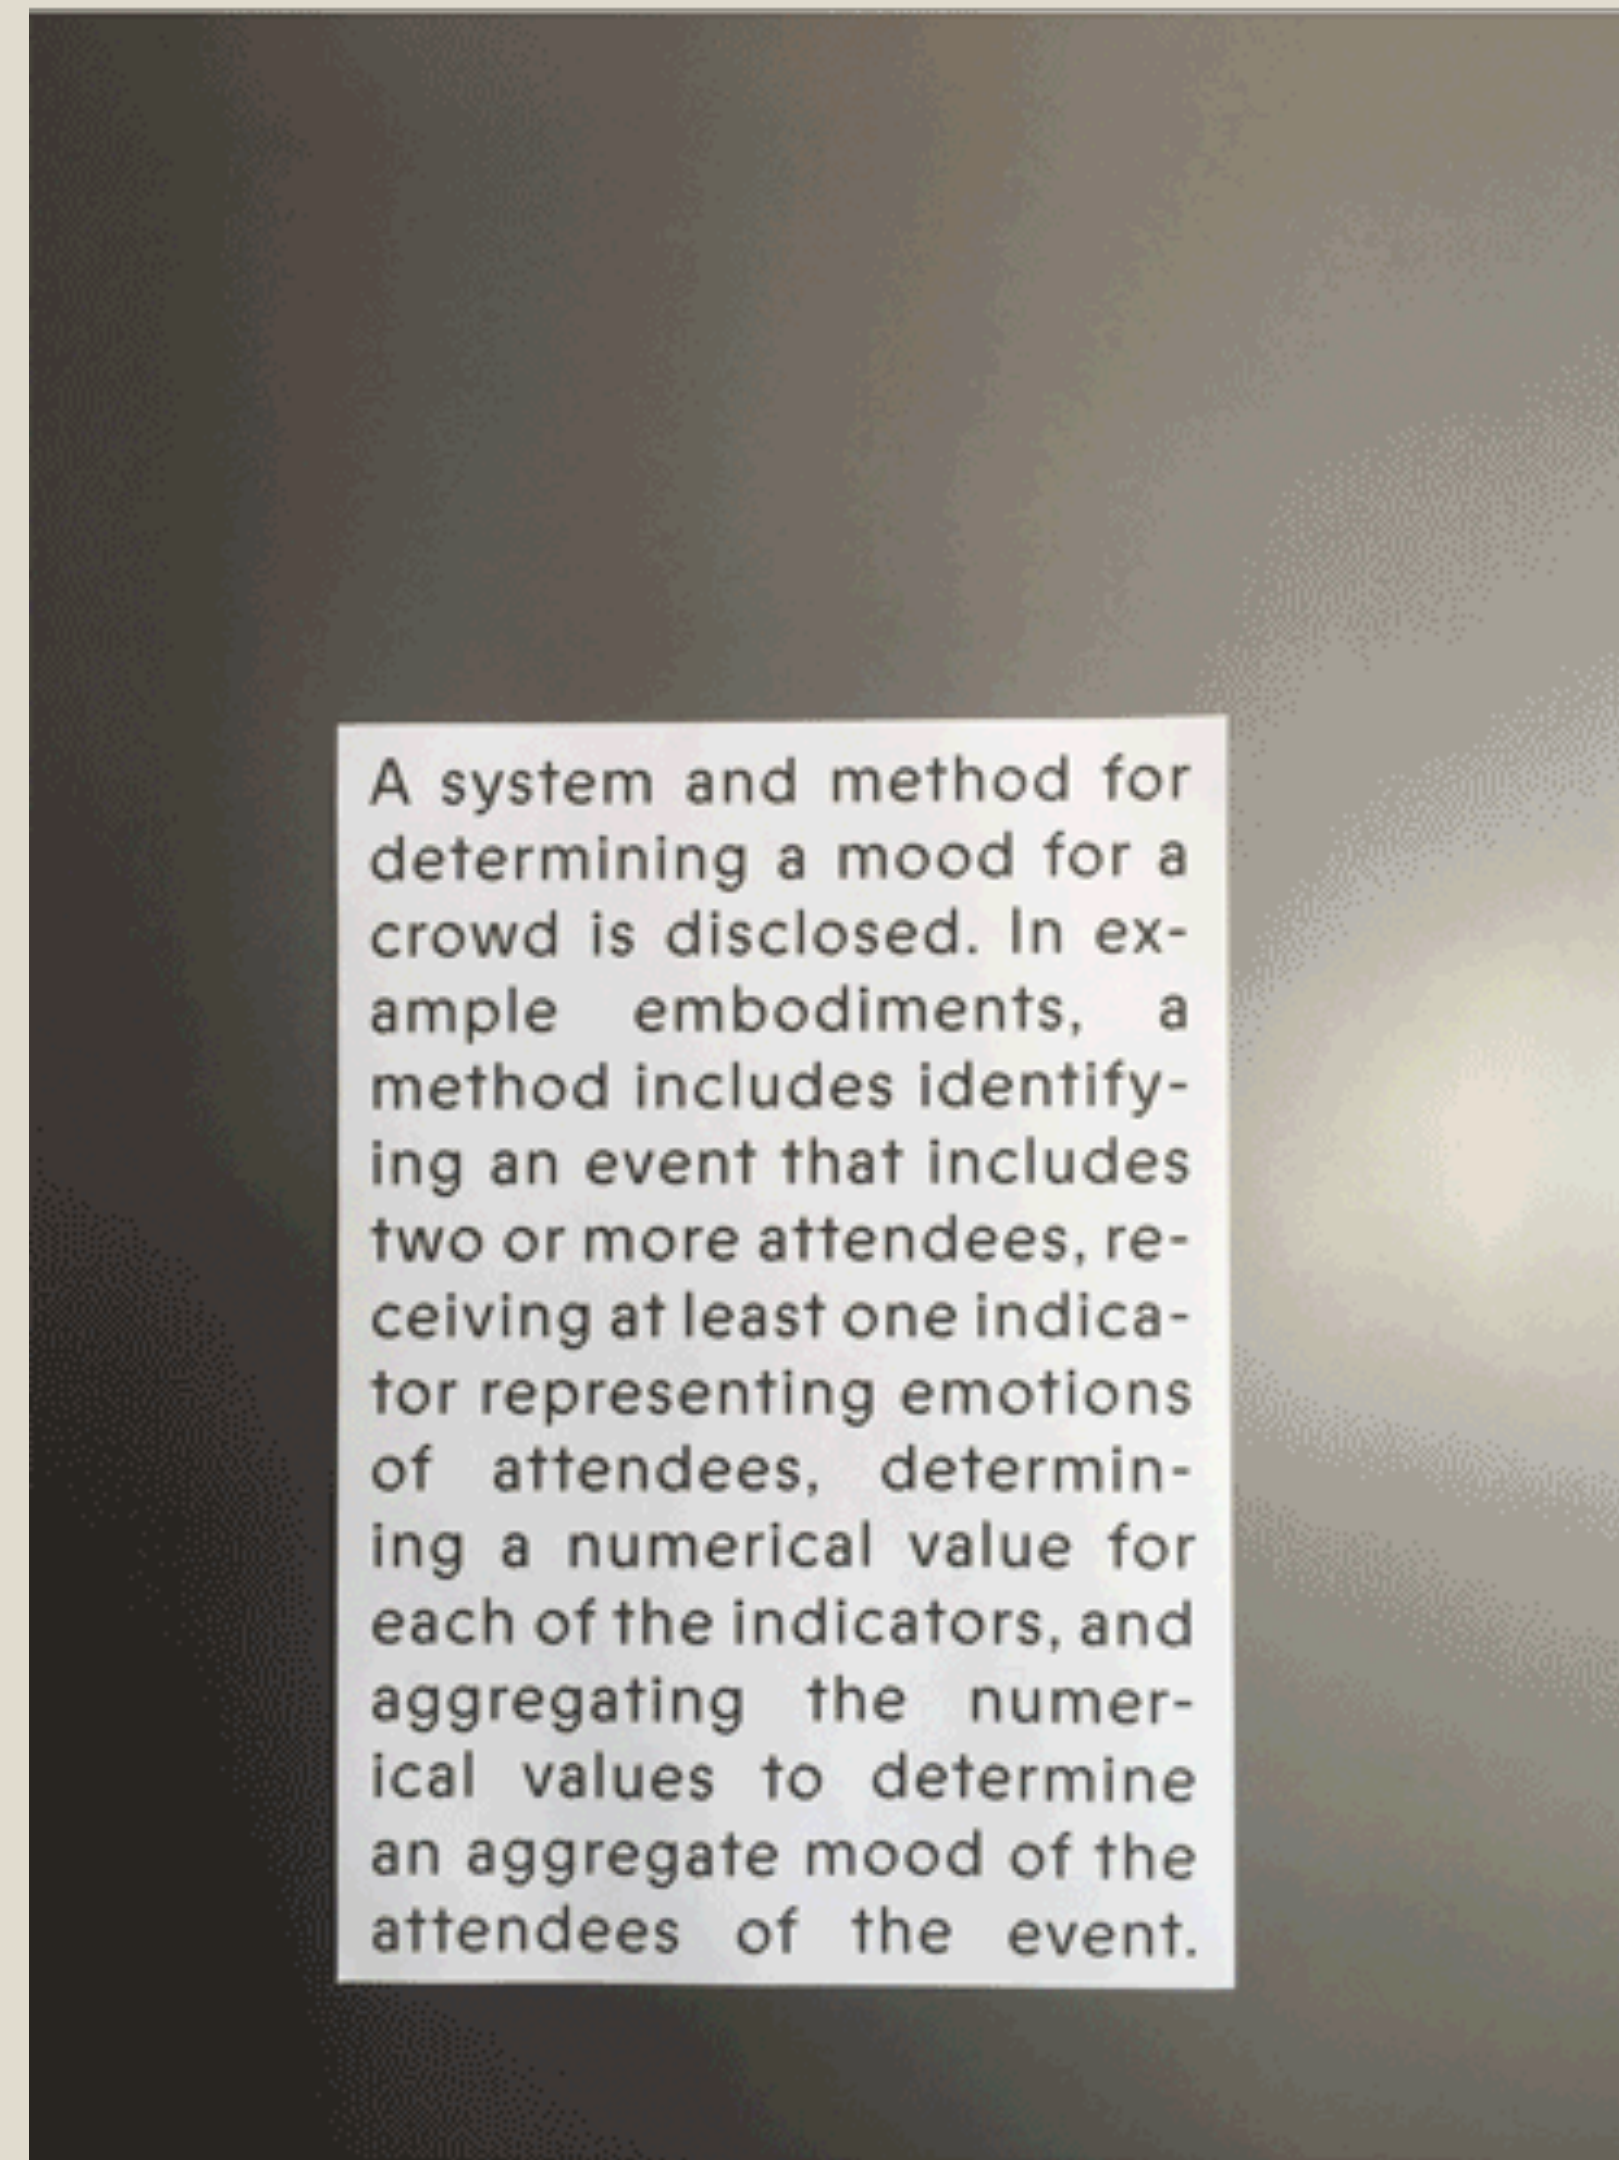 A system and method for
determining a mood for a
crowd is disclosed. In ex-
ample embodiments, a
method includes identify-
ing an event that includes
two or more attendees, re-
ceiving at least one indica-
tor representing emotions
of attendees, determin-
ing a numerical value for
each of the indicators, and
aggregating the numer-
ical values to determine
an aggregate mood of the
attendees of the event.